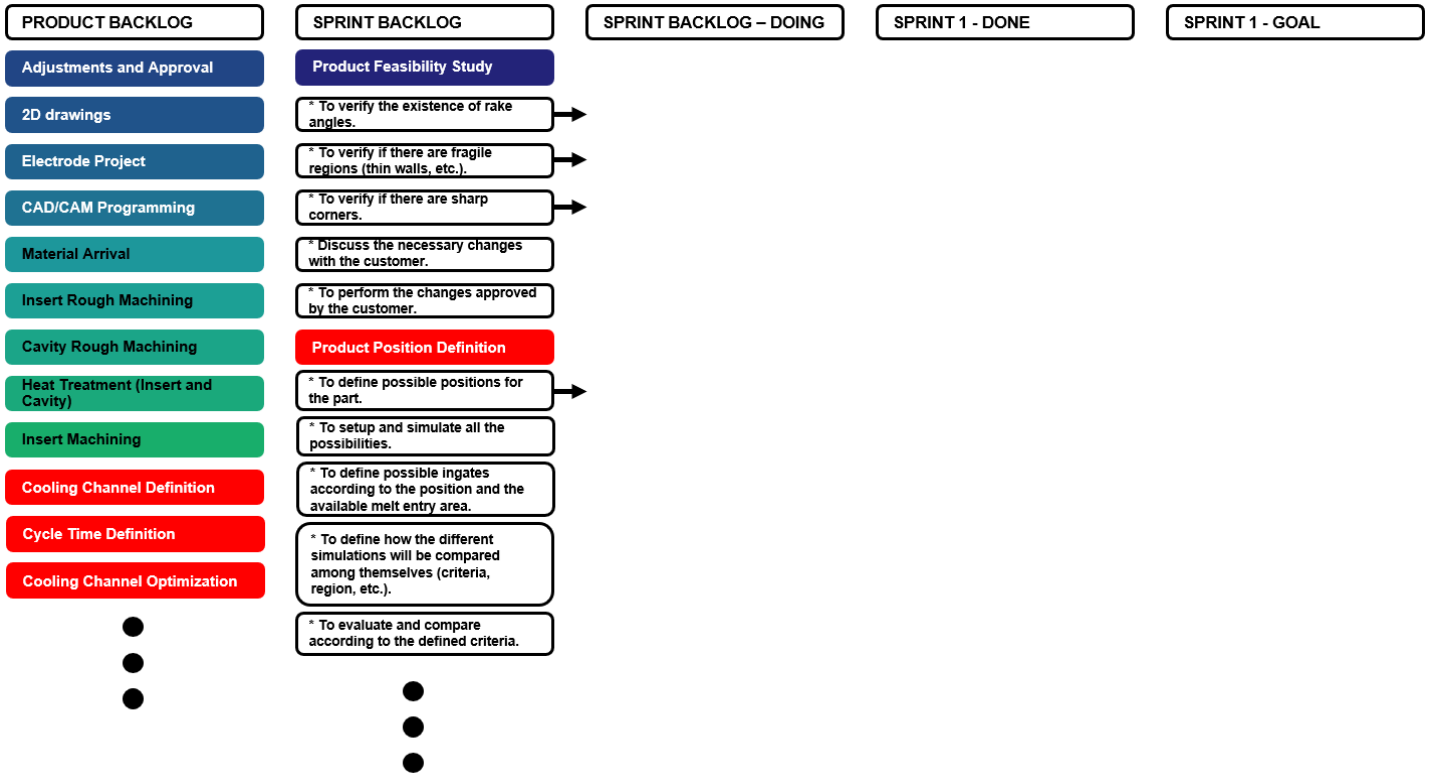 PRODUCT BACKLOG
Adjustments and Approval
2D drawings
Electrode Project
CAD/CAM Programming
Material Arrival
Insert Rough Machining
Cavity Rough Machining
Heat Treatment (Insert and
Cavity)
Insert Machining
Cooling Channel Definition
Cycle Time Definition
Cooling Channel Optimization
SPRINT BACKLOG
Product Feasibility Study
* To verify the existence of rake
angles.
* To verify if there are fragile
regions (thin walls, etc.).
* To verify if there are sharp
corners.
* Discuss the necessary changes
with the customer.
* To perform the changes approved
by the customer.
Product Position Definition
* To define possible positions for
the part.
* To setup and simulate all the
possibilities.
* To define possible ingates
according to the position and the
available melt entry area.
* To define how the different
simulations will be compared
among themselves (criteria,
region, etc.).
* To evaluate and compare
according to the defined criteria.
SPRINT BACKLOG – DOING
SPRINT 1 - DONE
SPRINT 1 - GOAL